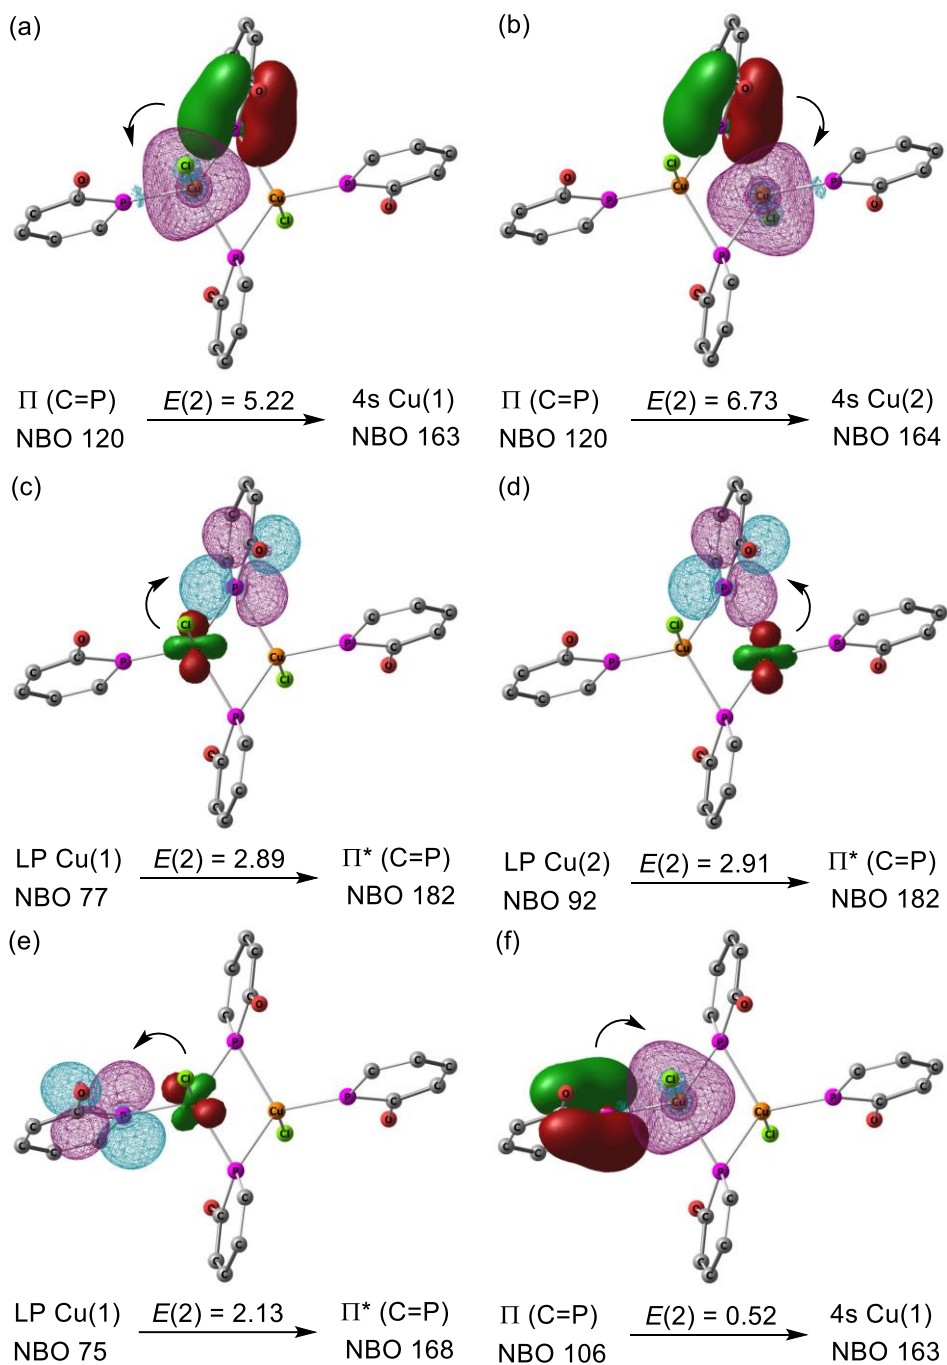 (a)
Π (C=P)
NBO 120
E(2) = 5.22
4s Cu(1)
NBO 163
(b)
Π (C=P)
NBO 120
E(2) = 6.73
4s Cu(2)
NBO 164
(c)
LP Cu(1)
NBO 77
E(2) = 2.89
Π* (C=P)
NBO 182
(d)
LP Cu(2)
NBO 92
E(2) = 2.91
Π* (C=P)
NBO 182
(e)
LP Cu(1)
NBO 75
E(2) = 2.13
Π* (C=P)
NBO 168
(f)
Π (C=P)
NBO 106
E(2) = 0.52
4s Cu(1)
NBO 163